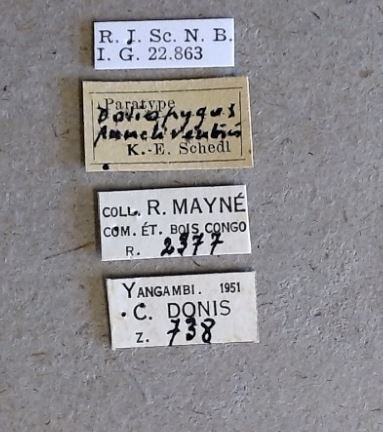 R. I. Sc. N. B.
I. G. 22.863
Paratype
Doliopygus
K.-E. Schedl
COLL. R. MAYNÉ
COM. ÉT. BOIS CONGO
R. 2377
YANGAMBI. 1951
C. DONIS
Z. 738